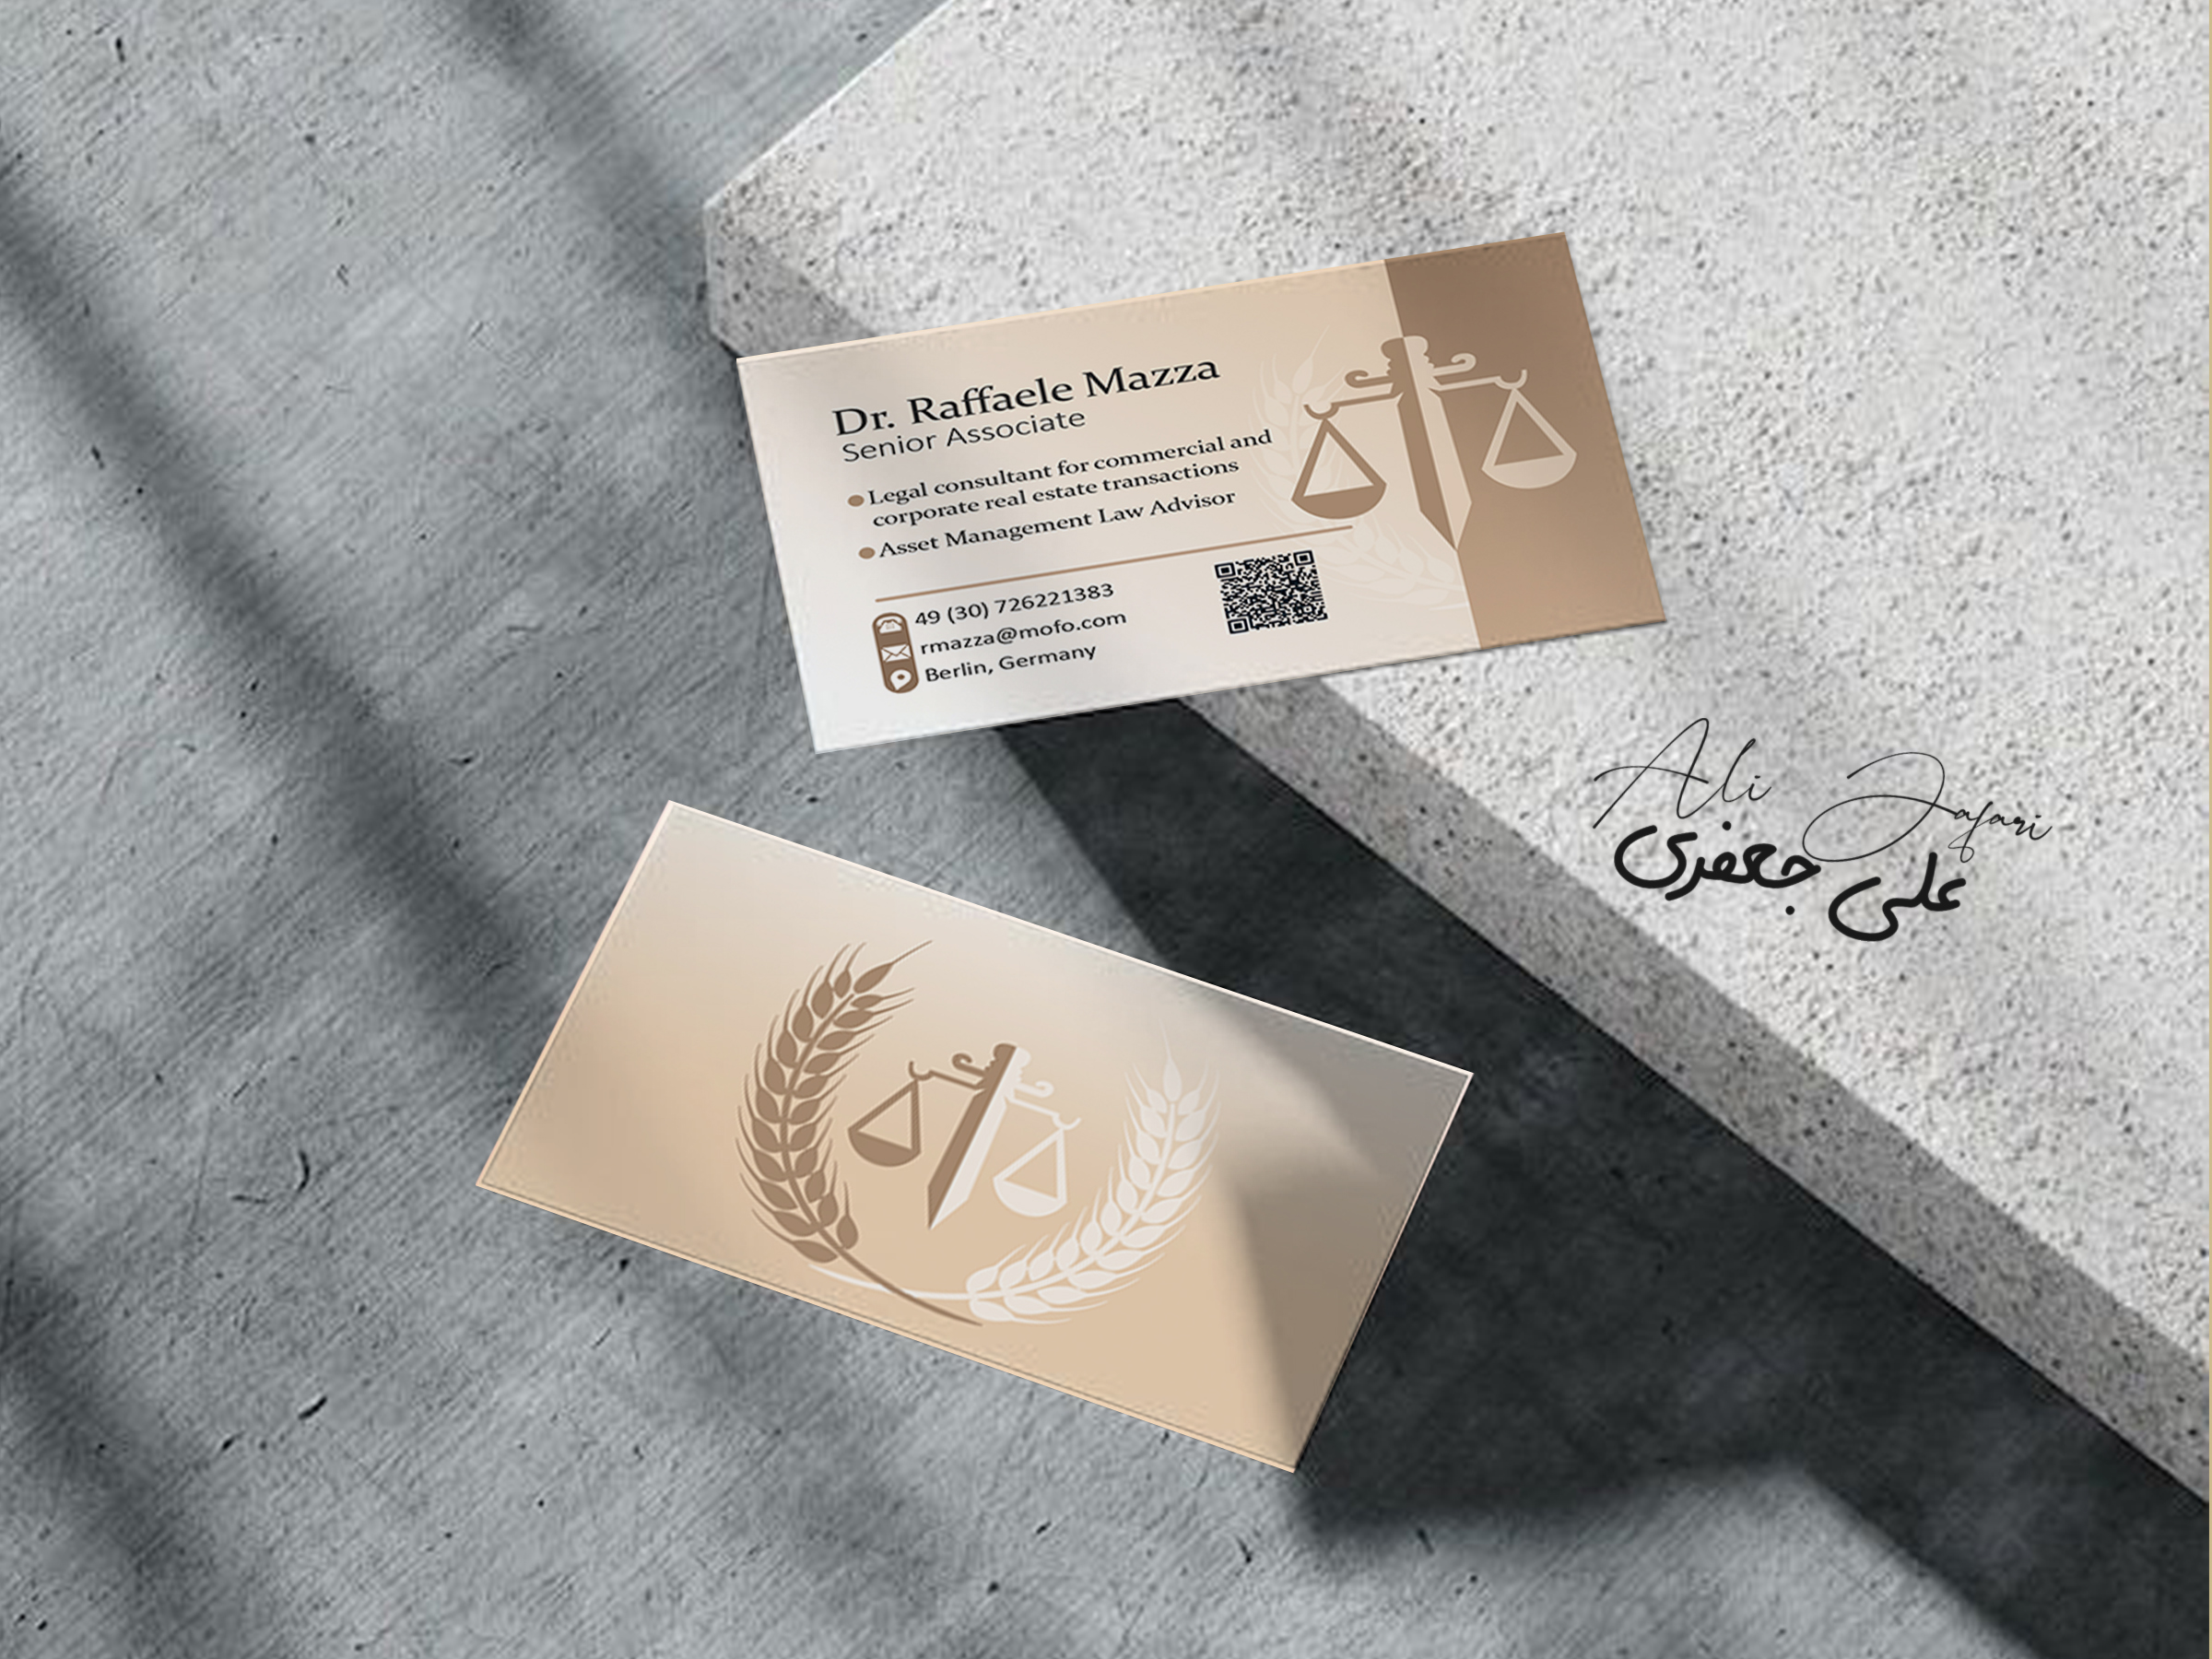 Dr. Raffaele Mazza
Senior Associate
Legal consultant for commercial and
corporate real estate transactions
Asset Management Law Advisor
49 (30) 726221383
rmazza@mofo.com
Berlin, Germany
Ali Jafari
علی جعفری